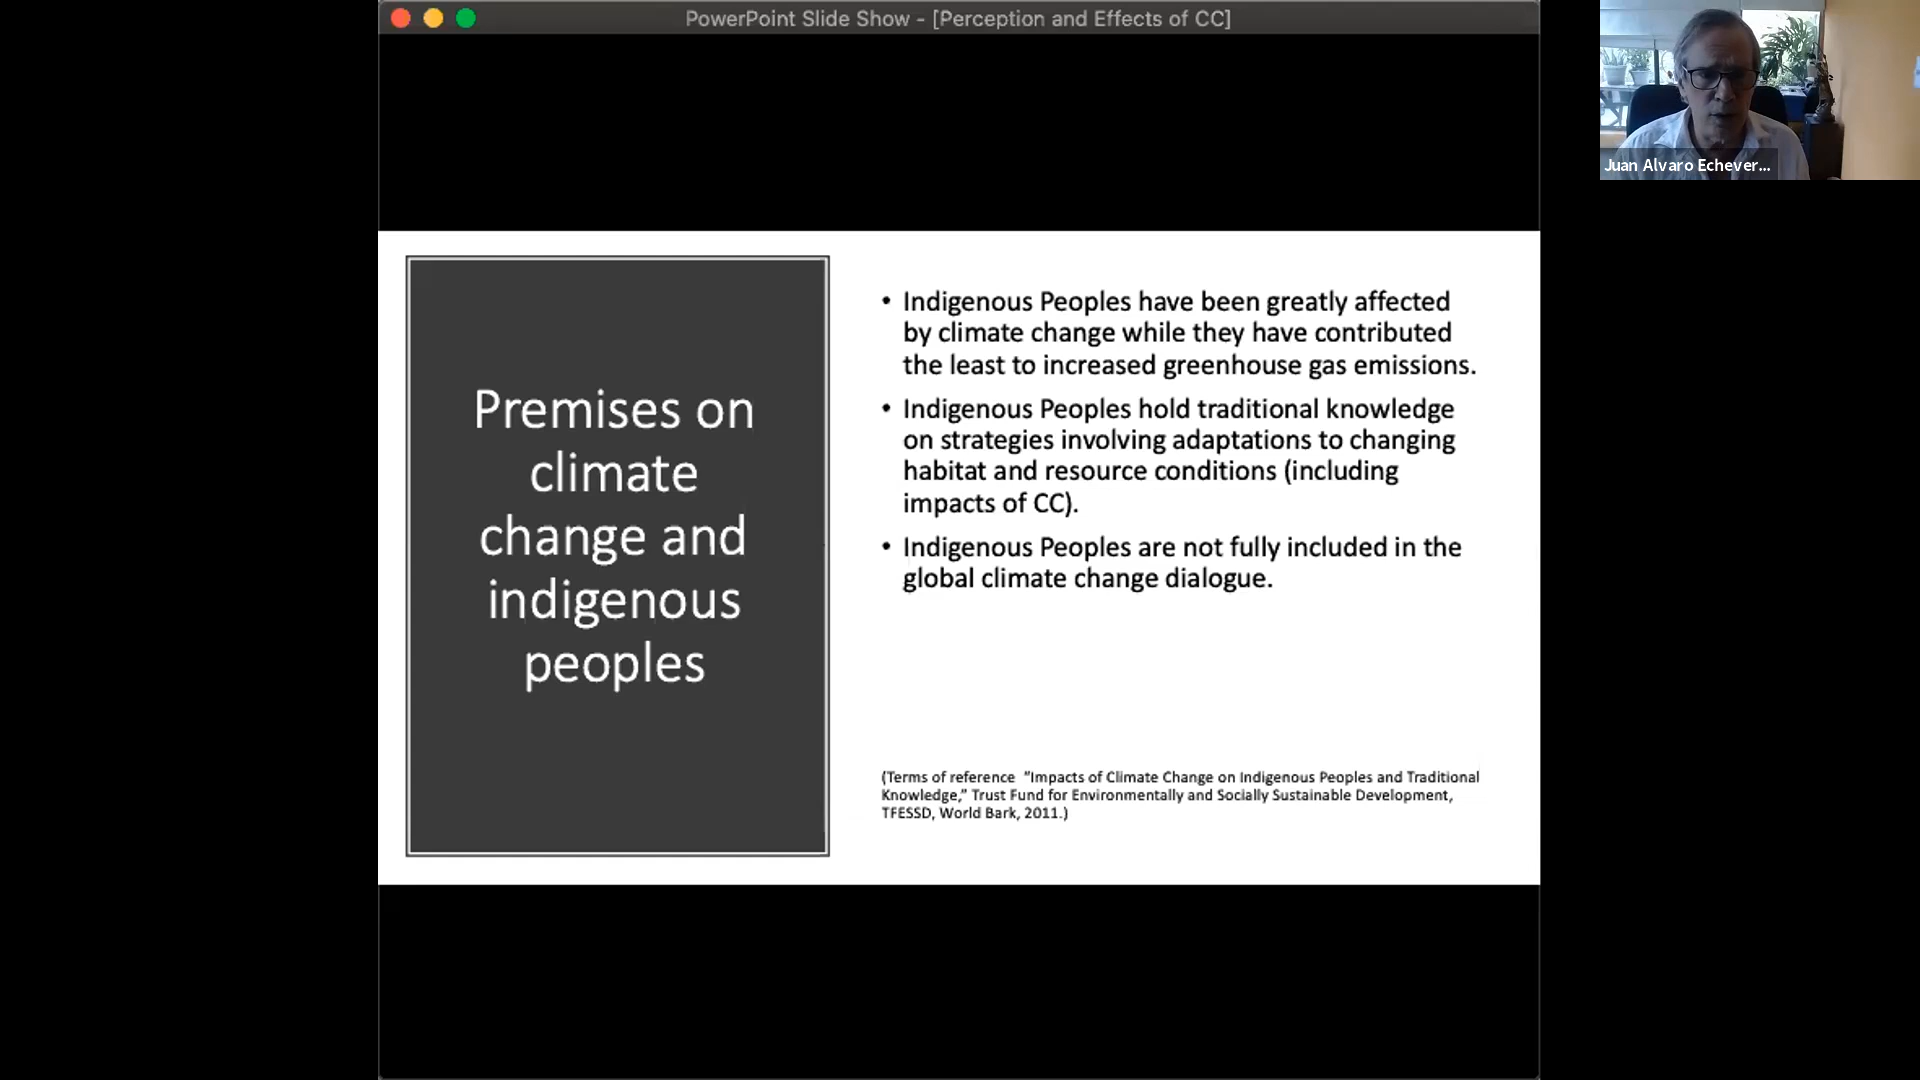 PowerPoint Slide Show - [Perception and Effects of CC]
Juan Alvaro Echever...
Premises on
climate
change and
indigenous
peoples
• Indigenous Peoples have been greatly affected
by climate change while they have contributed
the least to increased greenhouse gas emissions.
• Indigenous Peoples hold traditional knowledge
on strategies involving adaptations to changing
habitat and resource conditions (including
impacts of CC).
• Indigenous Peoples are not fully included in the
global climate change dialogue.
(Terms of reference "Impacts of Climate Change on Indigenous Peoples and Traditional
Knowledge," Trust Fund for Environmentally and Socially Sustainable Development,
TFESSD, World Bark, 2011.)